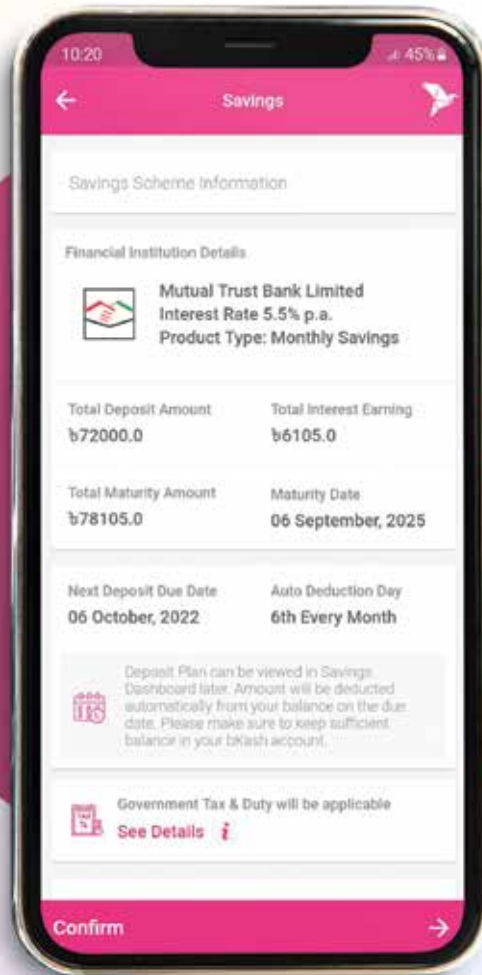 10:20
45%
Savings
Savings Scheme Information
Financial Institution Details
Mutual Trust Bank Limited
Interest Rate 5.5% p.a.
Product Type: Monthly Savings
Total Deposit Amount
Total Interest Earning
৳72000.0
৳6105.0
Total Maturity Amount
Maturity Date
৳78105.0
06 September, 2025
Next Deposit Due Date
Auto Deduction Day
06 October, 2022
6th Every Month
Deposit Plan can be viewed in Savings
Dashboard later. Amount will be deducted
automatically from your balance on the due
date. Please make sure to keep sufficient
balance in your bKash account.
Government Tax & Duty will be applicable
See Details i
Confirm